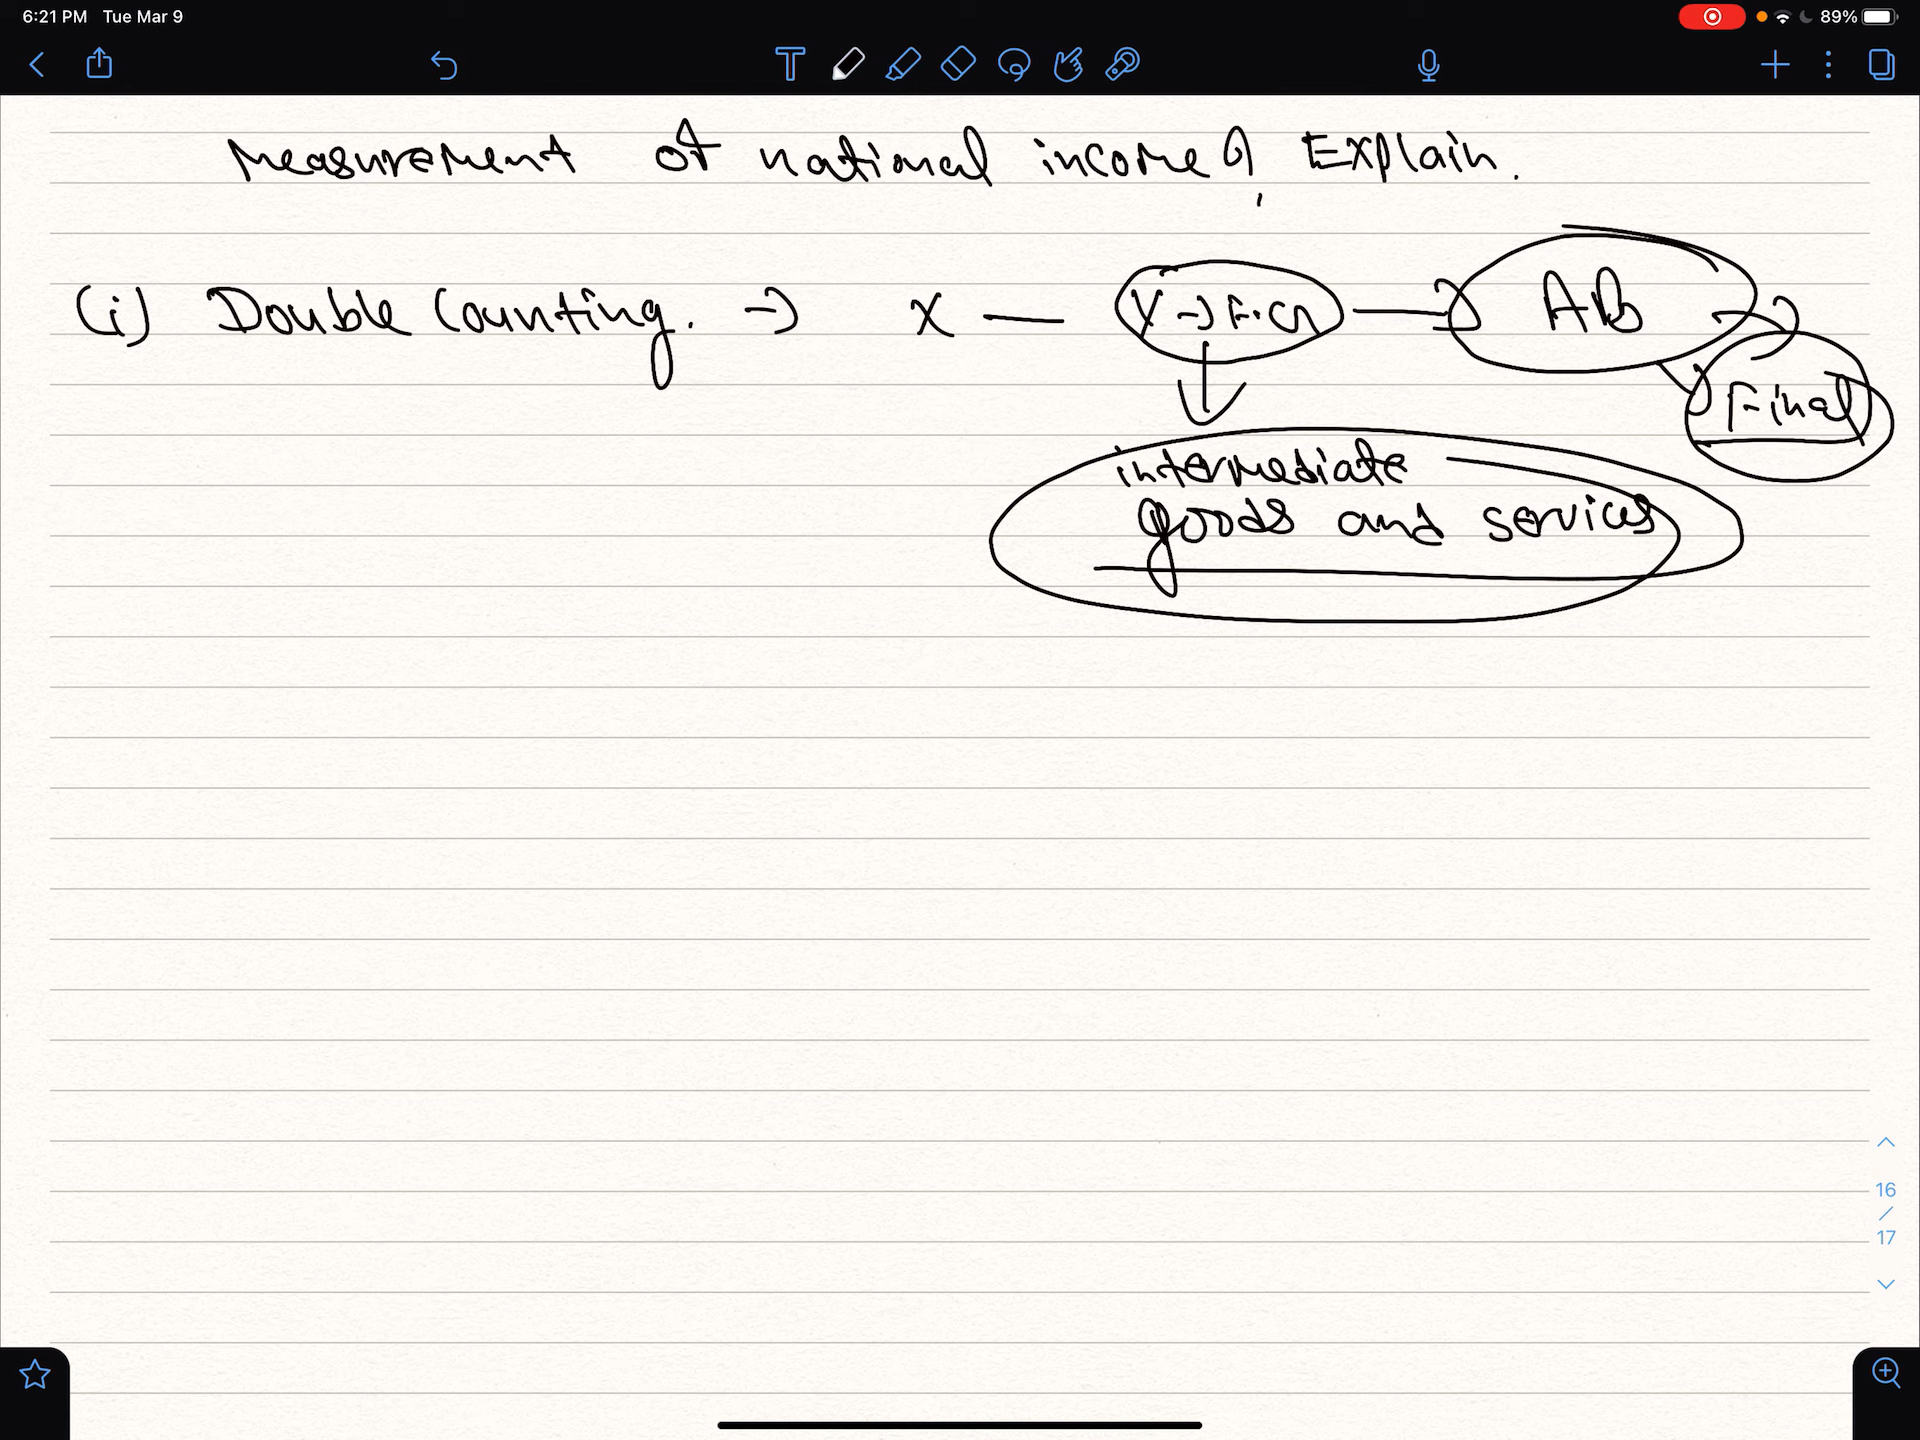 6:21 PM Tue Mar 9
89%
Measurement of national income? Explain.
(i) Double Counting. → X — Y → F.G → AB
Final
intermediate
goods and services
16
/
17